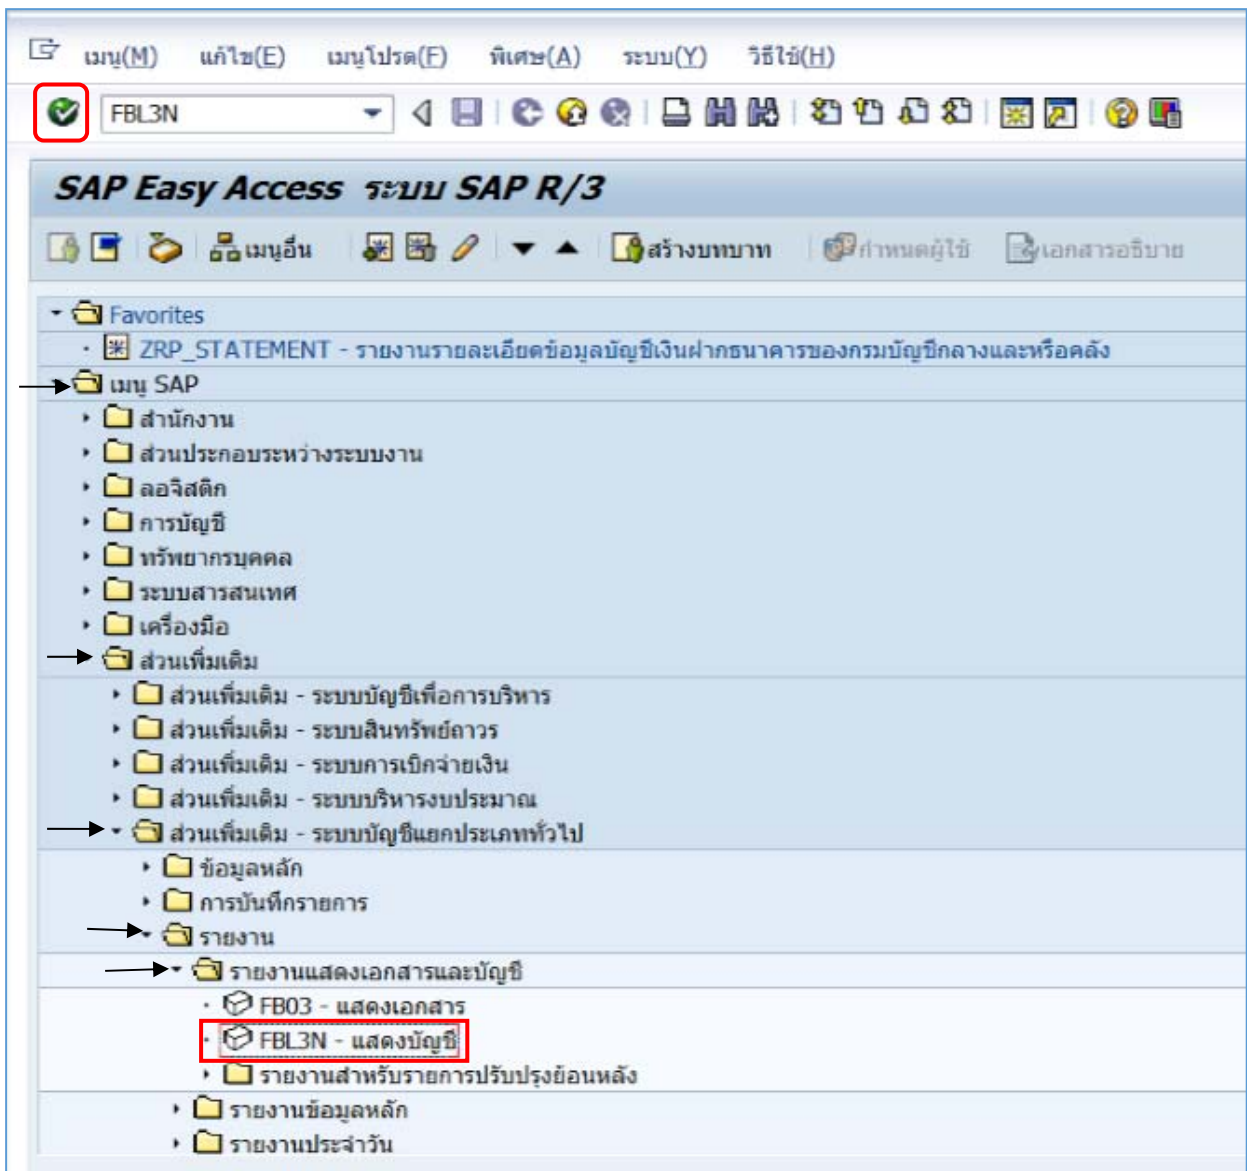 เมนู(M) แก้ไข(E) เมนูโปรด(F) พิเศษ(A) ระบบ(Y) วิธีใช้(H)
FBL3N
SAP Easy Access ระบบ SAP R/3
เมนูอื่น สร้างบทบาท กำหนดผู้ใช้ เอกสารอธิบาย
Favorites
ZRP_STATEMENT - รายงานรายละเอียดข้อมูลบัญชีเงินฝากธนาคารของกรมบัญชีกลางและหรือคลัง
เมนู SAP
สำนักงาน
ส่วนประกอบระหว่างระบบงาน
ลอจิสติก
การบัญชี
ทรัพยากรบุคคล
ระบบสารสนเทศ
เครื่องมือ
ส่วนเพิ่มเติม
ส่วนเพิ่มเติม - ระบบบัญชีเพื่อการบริหาร
ส่วนเพิ่มเติม - ระบบสินทรัพย์ถาวร
ส่วนเพิ่มเติม - ระบบการเบิกจ่ายเงิน
ส่วนเพิ่มเติม - ระบบบริหารงบประมาณ
ส่วนเพิ่มเติม - ระบบบัญชีแยกประเภททั่วไป
ข้อมูลหลัก
การบันทึกรายการ
รายงาน
รายงานแสดงเอกสารและบัญชี
FB03 - แสดงเอกสาร
FBL3N - แสดงบัญชี
รายงานสำหรับรายการปรับปรุงย้อนหลัง
รายงานข้อมูลหลัก
รายงานประจำวัน